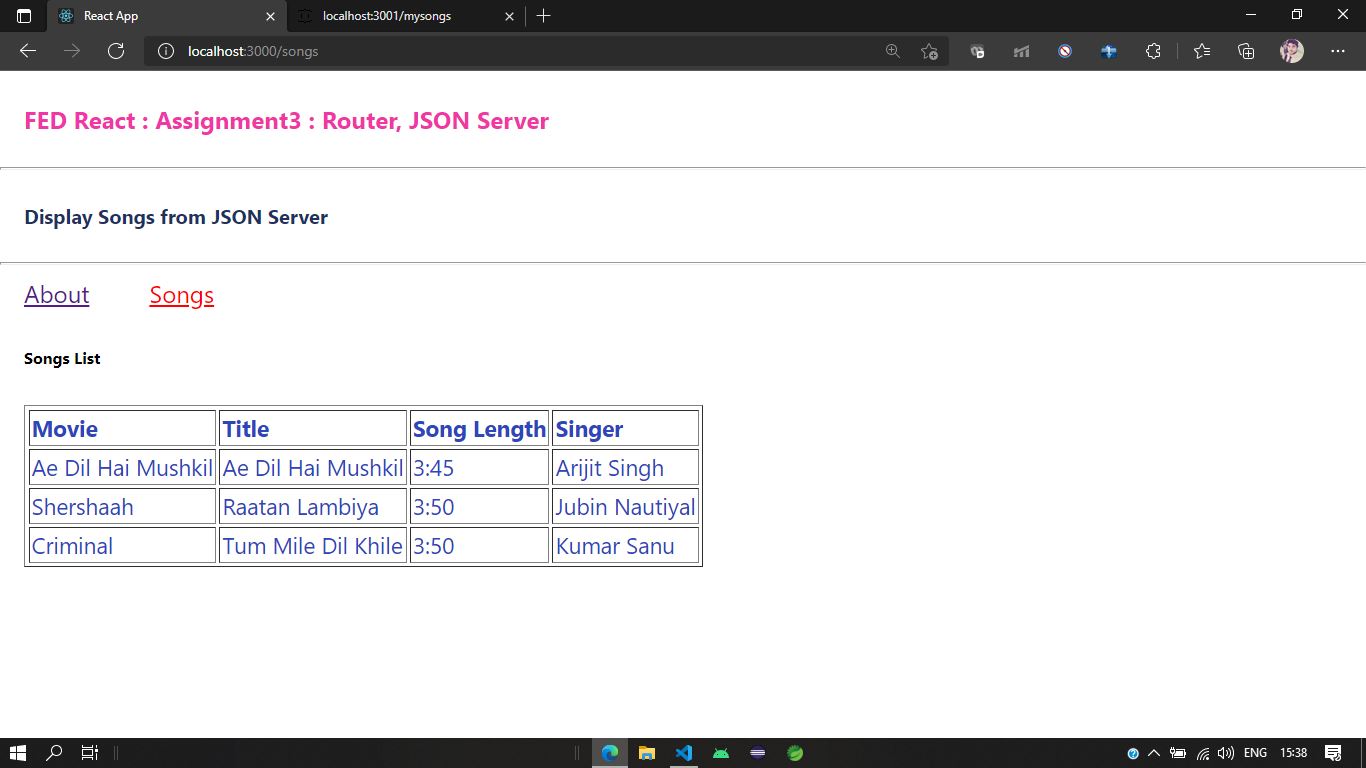 React App
localhost:3001/mysongs
localhost:3000/songs
FED React : Assignment3 : Router, JSON Server
Display Songs from JSON Server
About Songs
Songs List
Movie Title Song Length Singer
Ae Dil Hai Mushkil Ae Dil Hai Mushkil 3:45 Arijit Singh
Shershaah Raatan Lambiya 3:50 Jubin Nautiyal
Criminal Tum Mile Dil Khile 3:50 Kumar Sanu
ENG 15:38